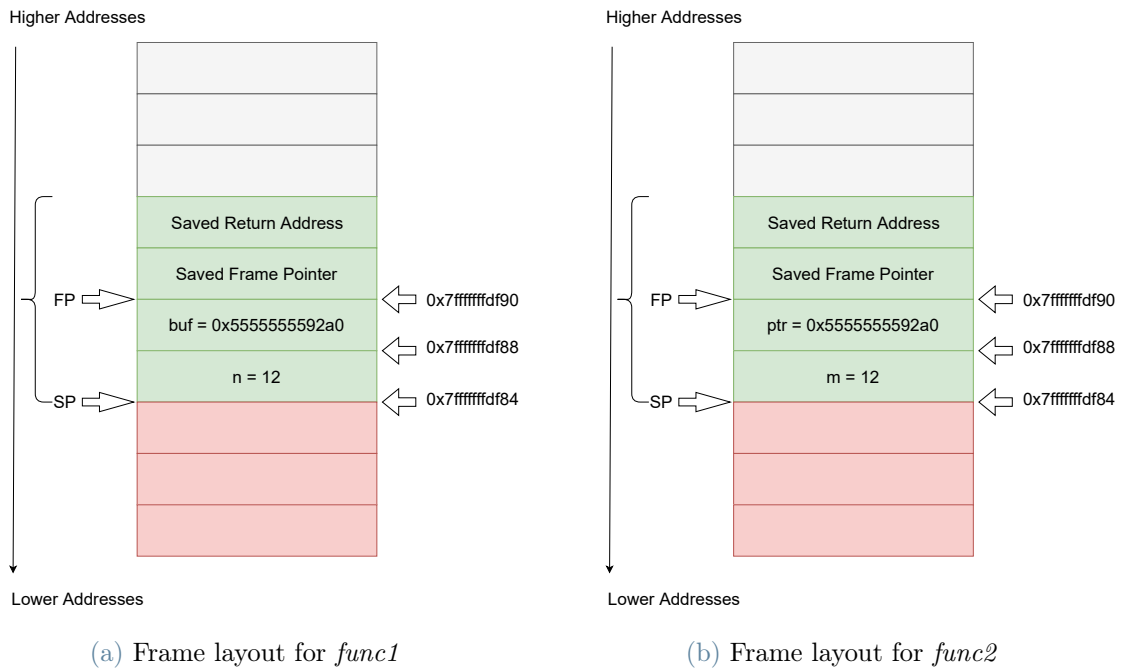 Higher Addresses
Saved Return Address
Saved Frame Pointer
FP
0x7fffffffdf90
buf = 0x5555555592a0
0x7fffffffdf88
n = 12
SP
0x7fffffffdf84
Lower Addresses
(a) Frame layout for func1
Higher Addresses
Saved Return Address
Saved Frame Pointer
FP
0x7fffffffdf90
ptr = 0x5555555592a0
0x7fffffffdf88
m = 12
SP
0x7fffffffdf84
Lower Addresses
(b) Frame layout for func2